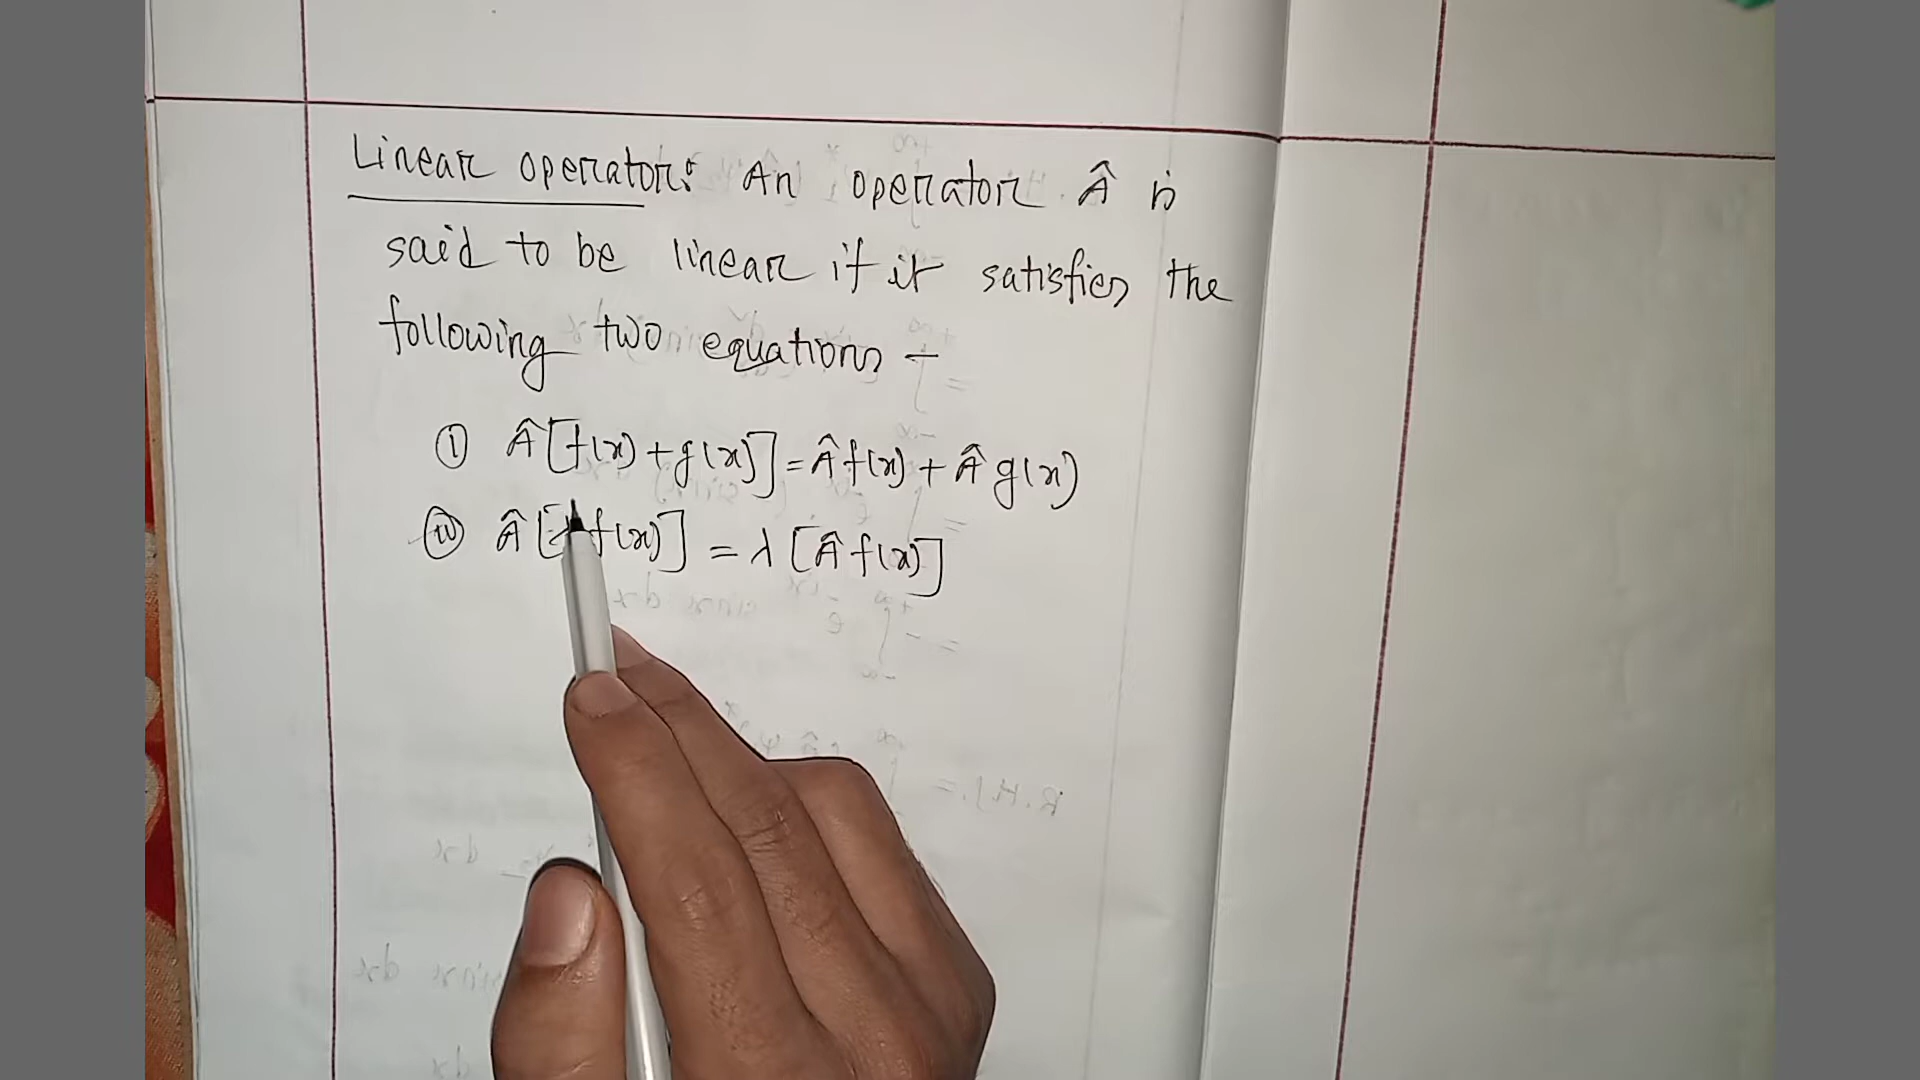 Linear operator: An operator Â is
said to be linear if it satisfies the
following two equations -
(i) Â[f(x)+g(x)] = Âf(x) + Âg(x)
(ii) Â[λf(x)] = λ[Âf(x)]